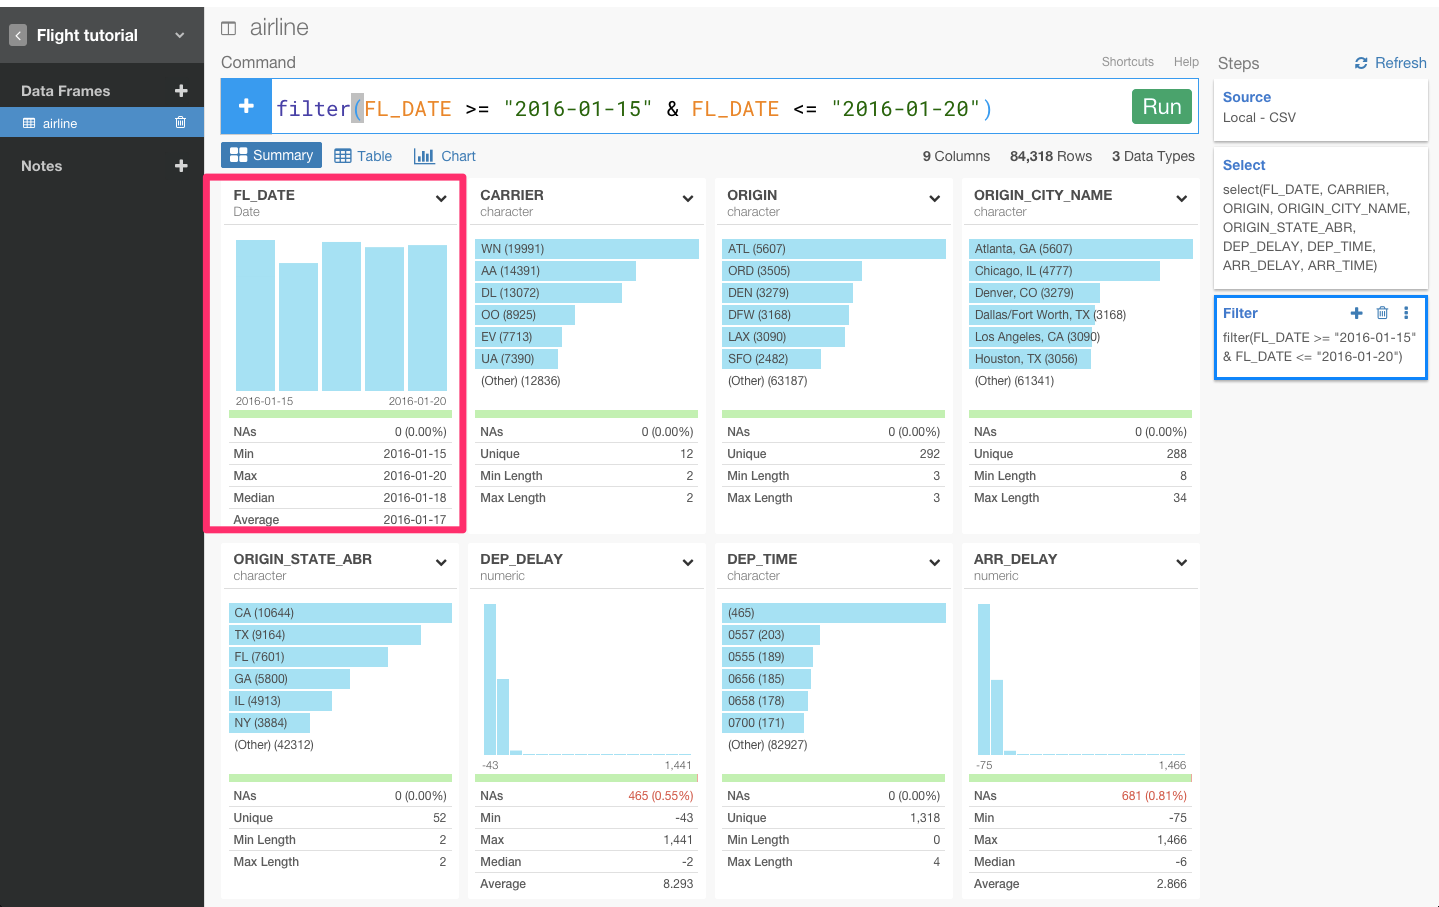 Flight tutorial
Data Frames
airline
Notes
airline
Command
Shortcuts Help
filter(FL_DATE >= "2016-01-15" & FL_DATE <= "2016-01-20")
Run
Summary Table Chart
9 Columns 84,318 Rows 3 Data Types
FL_DATE
Date
2016-01-15 2016-01-20
NAs 0 (0.00%)
Min 2016-01-15
Max 2016-01-20
Median 2016-01-18
Average 2016-01-17
CARRIER
character
WN (19991)
AA (14391)
DL (13072)
OO (8925)
EV (7713)
UA (7390)
(Other) (12836)
NAs 0 (0.00%)
Unique 12
Min Length 2
Max Length 2
ORIGIN
character
ATL (5607)
ORD (3505)
DEN (3279)
DFW (3168)
LAX (3090)
SFO (2482)
(Other) (63187)
NAs 0 (0.00%)
Unique 292
Min Length 3
Max Length 3
ORIGIN_CITY_NAME
character
Atlanta, GA (5607)
Chicago, IL (4777)
Denver, CO (3279)
Dallas/Fort Worth, TX (3168)
Los Angeles, CA (3090)
Houston, TX (3056)
(Other) (61341)
NAs 0 (0.00%)
Unique 288
Min Length 8
Max Length 34
ORIGIN_STATE_ABR
character
CA (10644)
TX (9164)
FL (7601)
GA (5800)
IL (4913)
NY (3884)
(Other) (42312)
NAs 0 (0.00%)
Unique 52
Min Length 2
Max Length 2
DEP_DELAY
numeric
-43 1,441
NAs 465 (0.55%)
Min -43
Max 1,441
Median -2
Average 8.293
DEP_TIME
character
(465)
0557 (203)
0555 (189)
0656 (185)
0658 (178)
0700 (171)
(Other) (82927)
NAs 0 (0.00%)
Unique 1,318
Min Length 0
Max Length 4
ARR_DELAY
numeric
-75 1,466
NAs 681 (0.81%)
Min -75
Max 1,466
Median -6
Average 2.866
Steps Refresh
Source
Local - CSV
Select
select(FL_DATE, CARRIER,
ORIGIN, ORIGIN_CITY_NAME,
ORIGIN_STATE_ABR,
DEP_DELAY, DEP_TIME,
ARR_DELAY, ARR_TIME)
Filter
filter(FL_DATE >= "2016-01-15"
& FL_DATE <= "2016-01-20")